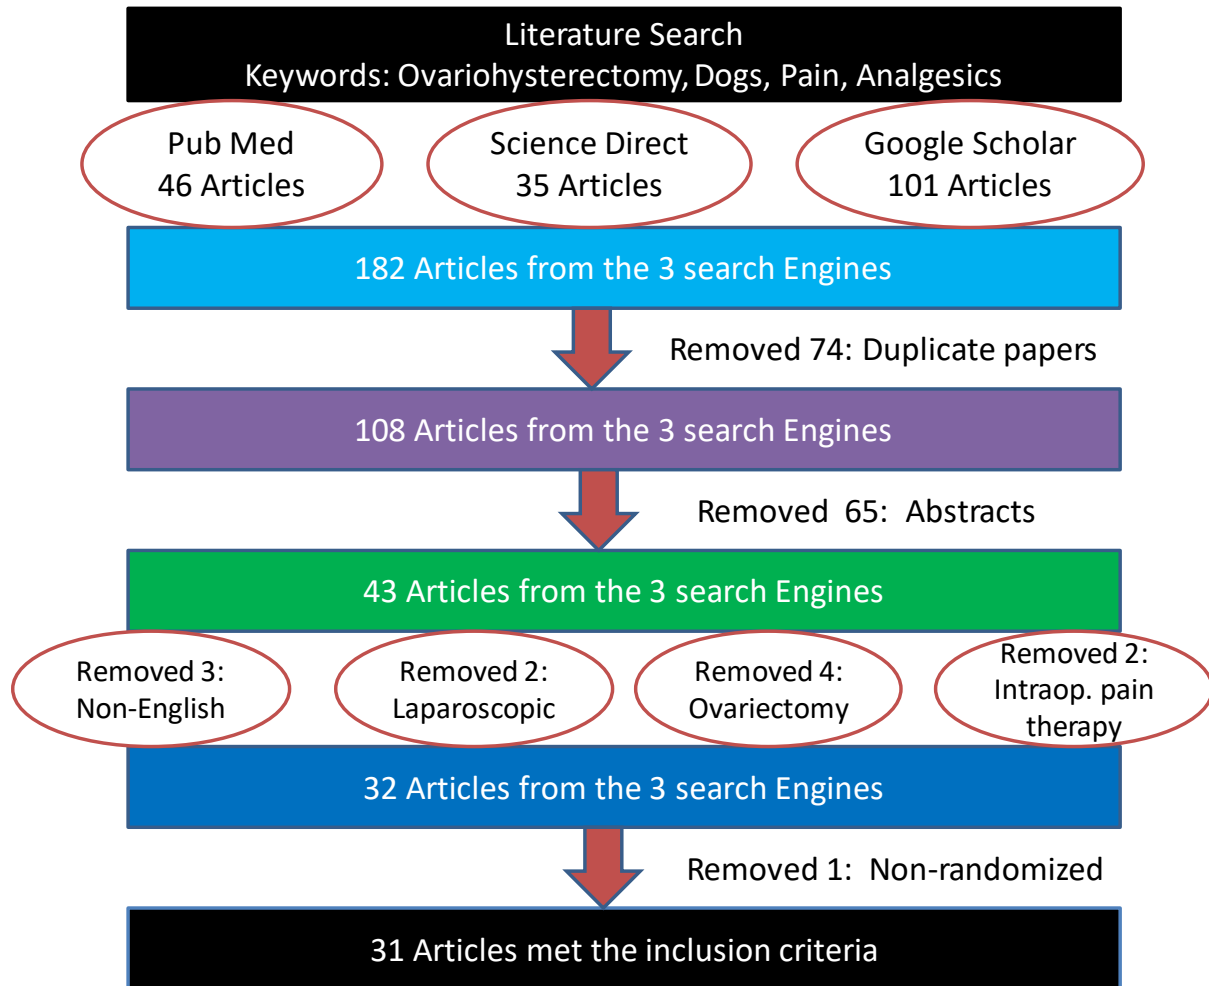 Literature Search
Keywords: Ovariohysterectomy, Dogs, Pain, Analgesics
Pub Med
46 Articles
Science Direct
35 Articles
Google Scholar
101 Articles
182 Articles from the 3 search Engines
Removed 74: Duplicate papers
108 Articles from the 3 search Engines
Removed 65: Abstracts
43 Articles from the 3 search Engines
Removed 3:
Non-English
Removed 2:
Laparoscopic
Removed 4:
Ovariectomy
Removed 2:
Intraop. pain
therapy
32 Articles from the 3 search Engines
Removed 1: Non-randomized
31 Articles met the inclusion criteria